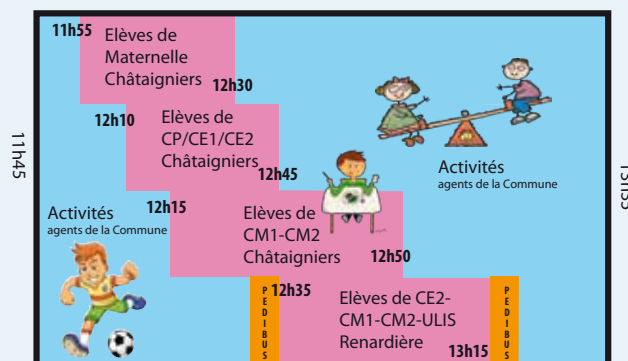 11h45
11h55
Elèves de
Maternelle
Châtaigniers
12h30
12h10
Elèves de
CP/CE1/CE2
Châtaigniers
12h45
12h15
Elèves de
CM1-CM2
Châtaigniers
12h50
Activités
agents de la Commune
Activités
agents de la Commune
PEDIBUS
12h35
Elèves de CE2-
CM1-CM2-ULIS
Renardière
13h15
PEDIBUS